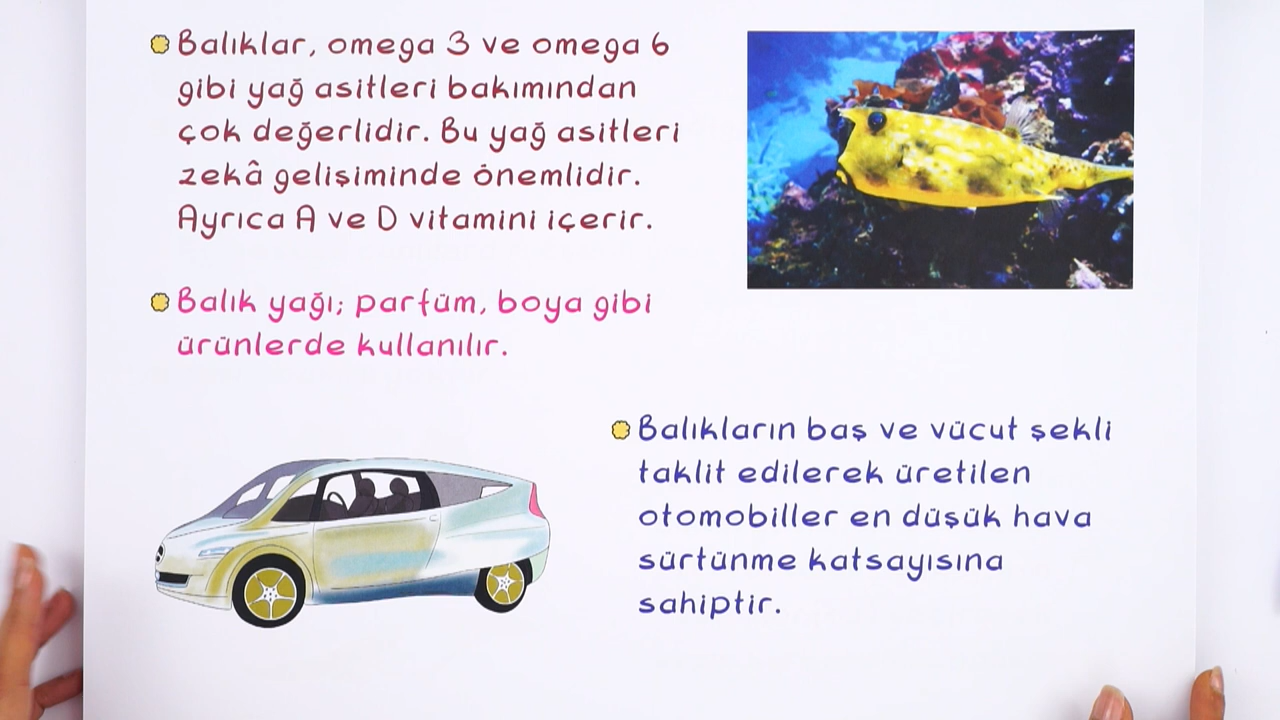 Balıklar, omega 3 ve omega 6
gibi yağ asitleri bakımından
çok değerlidir. Bu yağ asitleri
zekâ gelişiminde önemlidir.
Ayrıca A ve D vitamini içerir.
Balık yağı; parfüm, boya gibi
ürünlerde kullanılır.
Balıkların baş ve vücut şekli
taklit edilerek üretilen
otomobiller en düşük hava
sürtünme katsayısına
sahiptir.